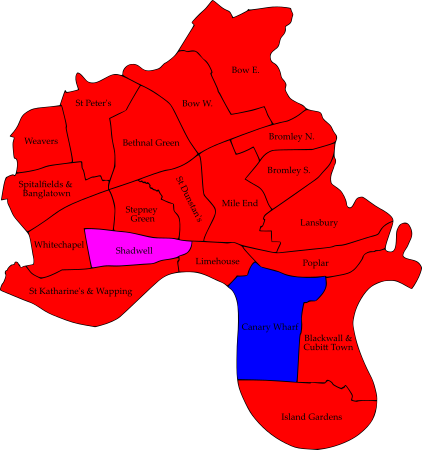 Bow E.
St Peter's
Bow W.
Weavers
Bethnal Green
Bromley N.
Bromley S.
Spitalfields &
Banglatown
St Dunstan's
Mile End
Stepney
Green
Lansbury
Whitechapel
Shadwell
Limehouse
Poplar
St Katharine's & Wapping
Canary Wharf
Blackwall &
Cubitt Town
Island Gardens